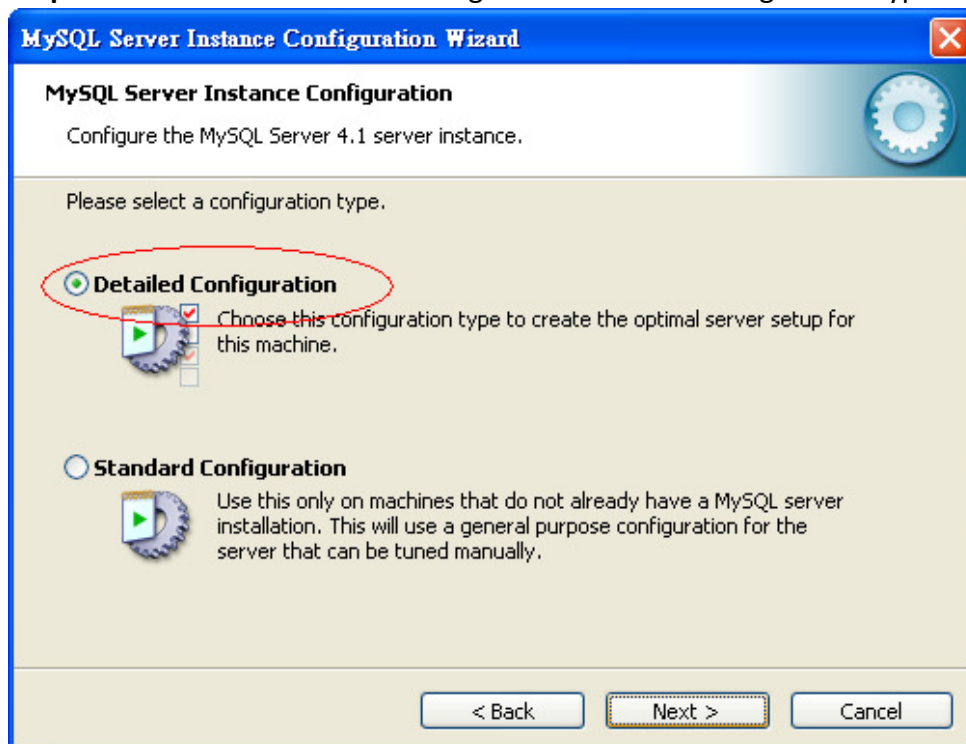 MySQL Server Instance Configuration Wizard
MySQL Server Instance Configuration
Configure the MySQL Server 4.1 server instance.
Please select a configuration type.
Detailed Configuration
Choose this configuration type to create the optimal server setup for
this machine.
Standard Configuration
Use this only on machines that do not already have a MySQL server
installation. This will use a general purpose configuration for the
server that can be tuned manually.
< Back
Next >
Cancel